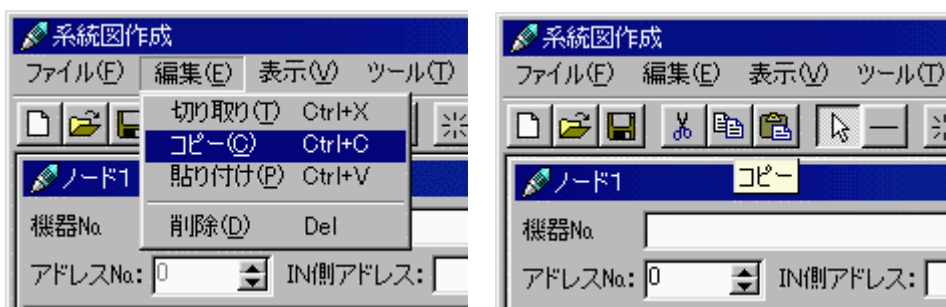 系統図作成
ファイル(F) 編集(E) 表示(V) ツール(T)
切り取り(T) Ctrl+X
コピー(C) Ctrl+C
貼り付け(P) Ctrl+V
削除(D) Del
ノード1
機器No.
アドレスNo.: 0 IN側アドレス:
系統図作成
ファイル(F) 編集(E) 表示(V) ツール(T)
コピー
ノード1
機器No.
アドレスNo.: 0 IN側アドレス: